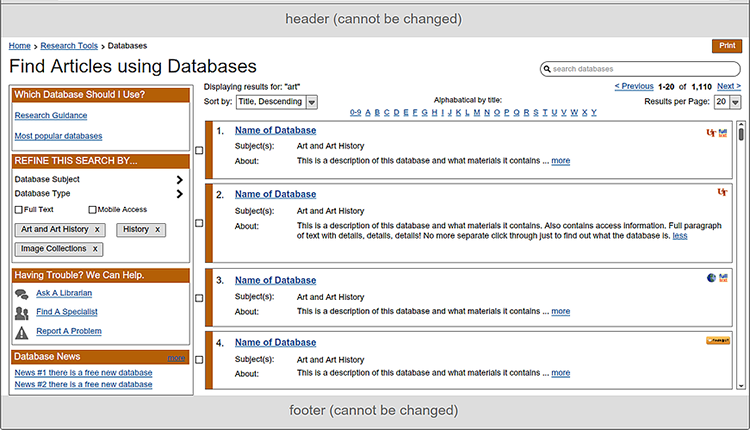 header (cannot be changed)
Home > Research Tools > Databases
Print
Find Articles using Databases
search databases
Which Database Should I Use?
Research Guidance
Most popular databases
REFINE THIS SEARCH BY...
Database Subject
Database Type
Full Text Mobile Access
Art and Art History x History x
Image Collections x
Having Trouble? We Can Help.
Ask A Librarian
Find A Specialist
Report A Problem
Database News more
News #1 there is a free new database
News #2 there is a free new database
Displaying results for: "art"
< Previous 1-20 of 1,110 Next >
Sort by: Title, Descending
Alphabetical by title:
0-9 A B C D E F G H I J K L M N O P Q R S T U V W X Y
Results per Page: 20
1. Name of Database
full text
Subject(s): Art and Art History
About: This is a description of this database and what materials it contains ... more
2. Name of Database
Subject(s): Art and Art History
About: This is a description of this database and what materials it contains. Also contains access information. Full paragraph
of text with details, details, details! No more separate click through just to find out what the database is. less
3. Name of Database
full text
Subject(s): Art and Art History
About: This is a description of this database and what materials it contains ... more
4. Name of Database
Subject(s): Art and Art History
About: This is a description of this database and what materials it contains ... more
footer (cannot be changed)